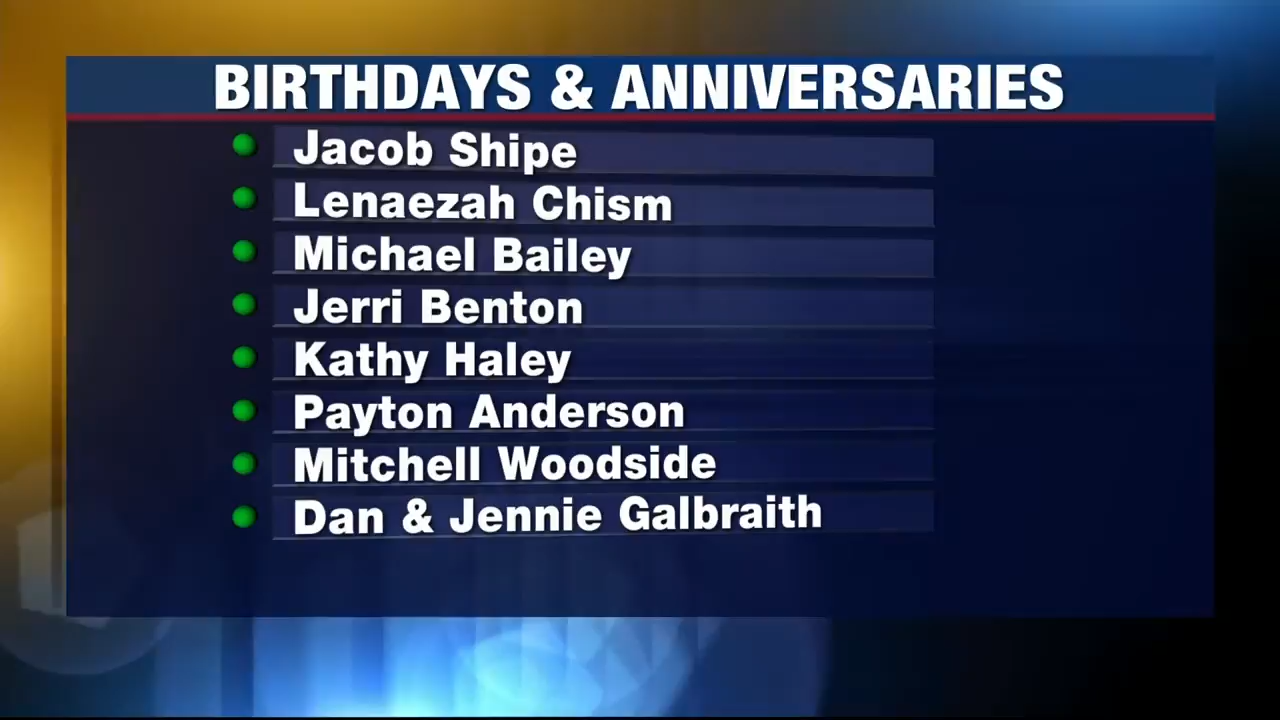 BIRTHDAYS & ANNIVERSARIES
Jacob Shipe
Lenaezah Chism
Michael Bailey
Jerri Benton
Kathy Haley
Payton Anderson
Mitchell Woodside
Dan & Jennie Galbraith